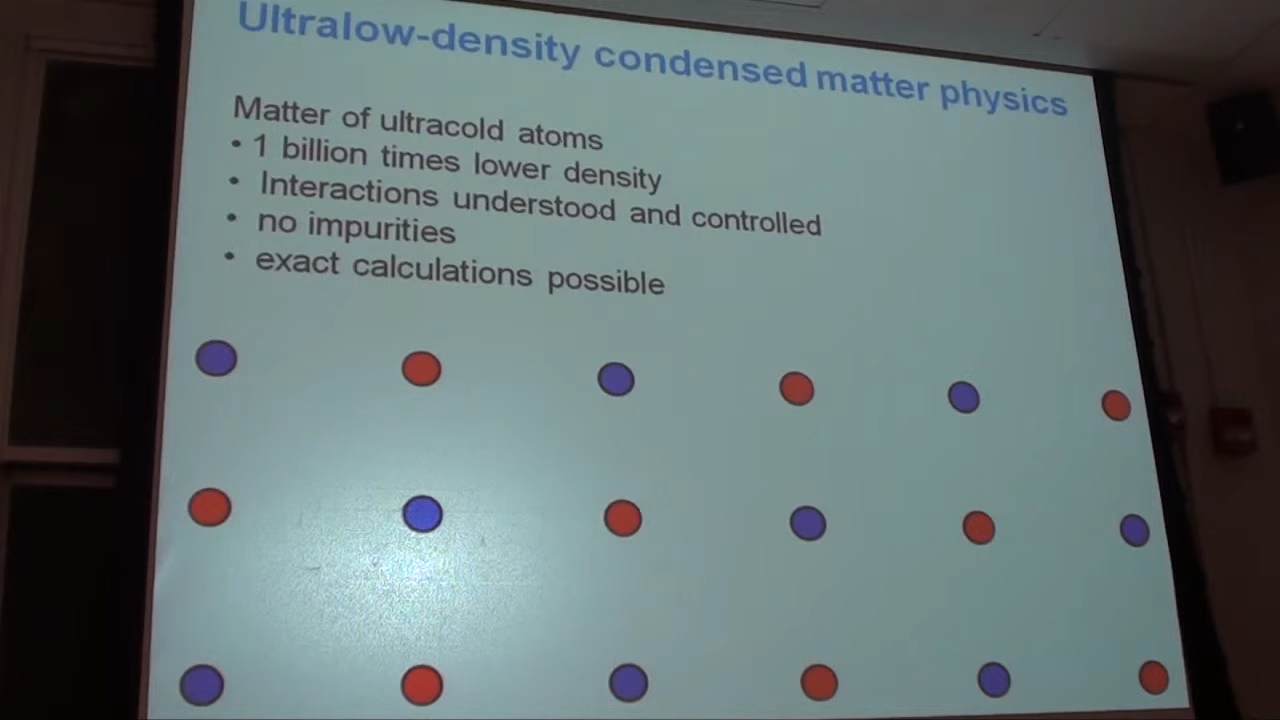 Ultralow-density condensed matter physics
Matter of ultracold atoms
• 1 billion times lower density
• Interactions understood and controlled
• no impurities
• exact calculations possible